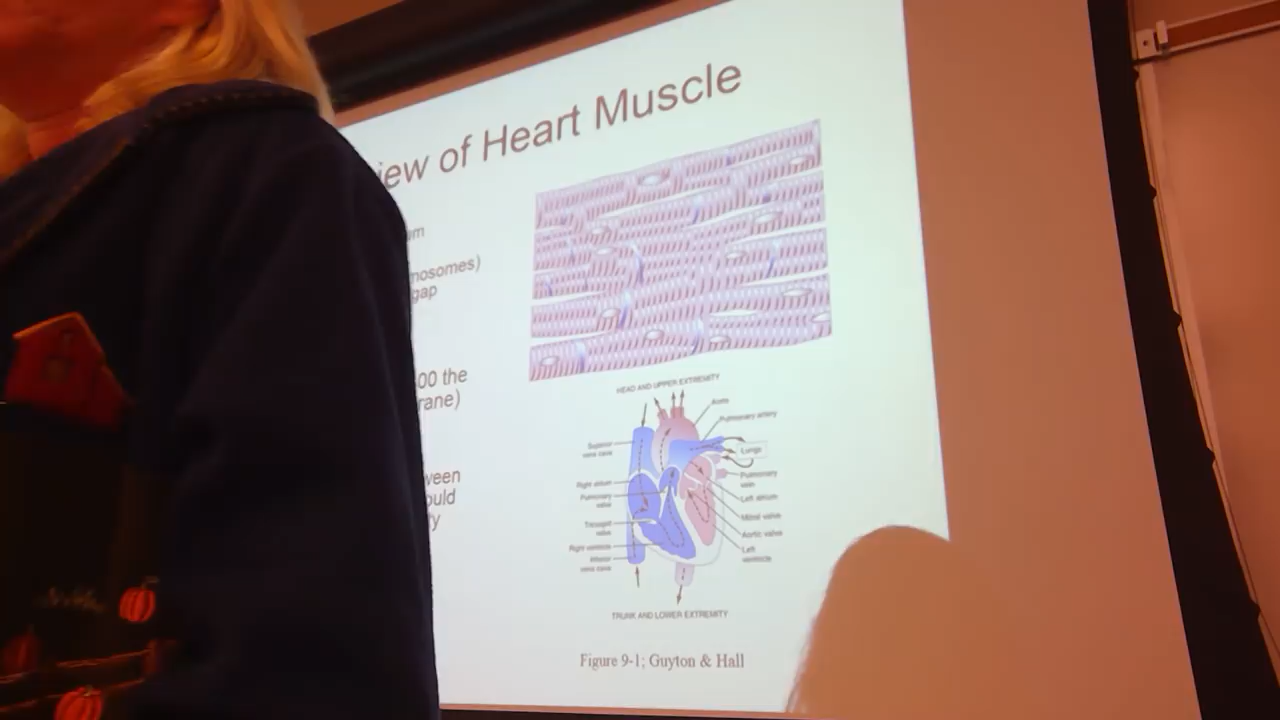 iew of Heart Muscle
nosomes)
gap
00 the
rane)
ween
ould
ty
HEAD AND UPPER EXTREMITY
Aorta
Pulmonary artery
Superior
vena cava
Lungs
Right atrium
Pulmonary
vein
Pulmonary
valve
Left atrium
Mitral valve
Tricuspid
valve
Aortic valve
Right ventricle
Left
ventricle
Inferior
vena cava
TRUNK AND LOWER EXTREMITY
Figure 9-1; Guyton & Hall